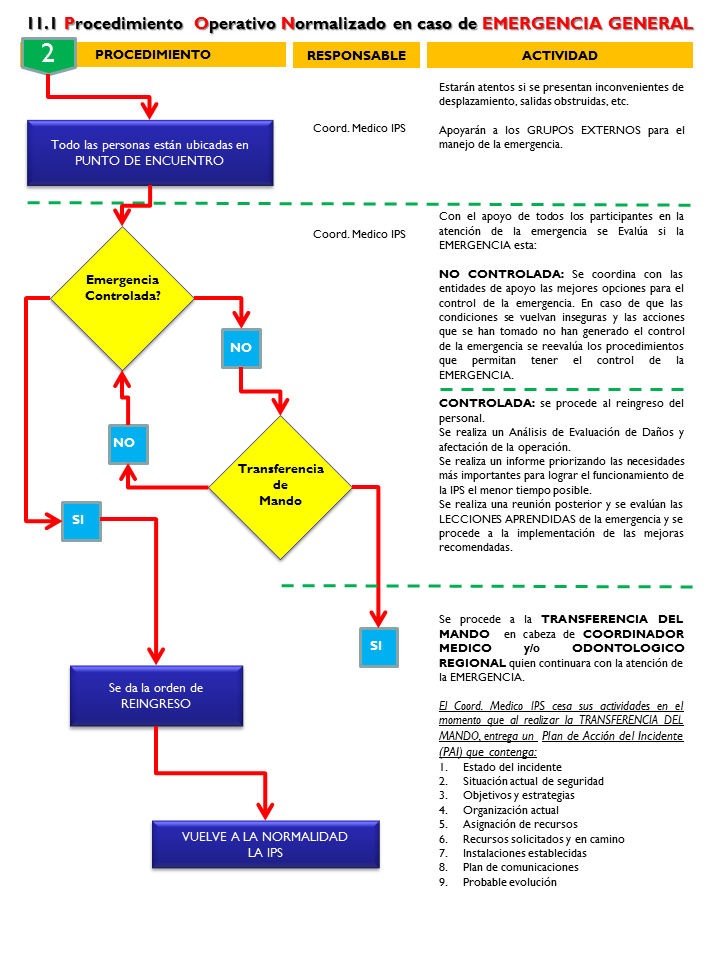 11.1 Procedimiento Operativo Normalizado en caso de EMERGENCIA GENERAL
2
PROCEDIMIENTO
RESPONSABLE
ACTIVIDAD
Todo las personas están ubicadas en
PUNTO DE ENCUENTRO
Coord. Medico IPS
Estarán atentos si se presentan inconvenientes de
desplazamiento, salidas obstruidas, etc.
Apoyarán a los GRUPOS EXTERNOS para el
manejo de la emergencia.
Emergencia
Controlada?
NO
NO
Transferencia
de
Mando
SI
SI
Se da la orden de
REINGRESO
VUELVE A LA NORMALIDAD
LA IPS
Coord. Medico IPS
Con el apoyo de todos los participantes en la
atención de la emergencia se Evalúa si la
EMERGENCIA esta:
NO CONTROLADA: Se coordina con las
entidades de apoyo las mejores opciones para el
control de la emergencia. En caso de que las
condiciones se vuelvan inseguras y las acciones
que se han tomado no han generado el control
de la emergencia se reevalúa los procedimientos
que permitan tener el control de la
EMERGENCIA.
CONTROLADA: se procede al reingreso del
personal.
Se realiza un Análisis de Evaluación de Daños y
afectación de la operación.
Se realiza un informe priorizando las necesidades
más importantes para lograr el funcionamiento de
la IPS el menor tiempo posible.
Se realiza una reunión posterior y se evalúan las
LECCIONES APRENDIDAS de la emergencia y se
procede a la implementación de las mejoras
recomendadas.
Se procede a la TRANSFERENCIA DEL
MANDO en cabeza de COORDINADOR
MEDICO y/o ODONTOLOGICO
REGIONAL quien continuara con la atención de
la EMERGENCIA.
El Coord. Medico IPS cesa sus actividades en el
momento que al realizar la TRANSFERENCIA DEL
MANDO, entrega un Plan de Acción del Incidente
(PAI) que contenga:
1. Estado del incidente
2. Situación actual de seguridad
3. Objetivos y estrategias
4. Organización actual
5. Asignación de recursos
6. Recursos solicitados y en camino
7. Instalaciones establecidas
8. Plan de comunicaciones
9. Probable evolución